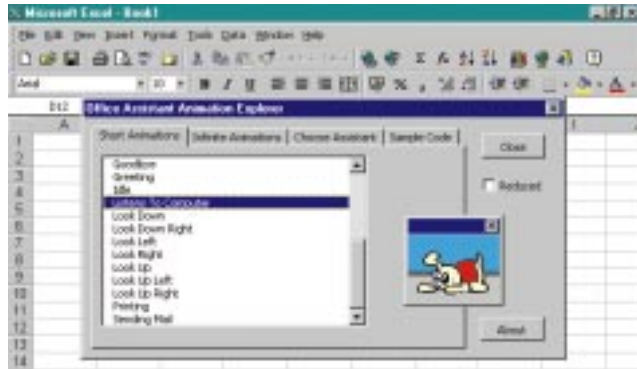 Microsoft Excel - Book1
File Edit View Insert Format Tools Data Window Help
Arial 10
D12
Office Assistant Animation Explorer
A
I
Short Animations Infinite Animations Choose Assistant Sample Code
Close
Reduced
Goodbye
Greeting
Idle
Listens To Computer
Look Down
Look Down Right
Look Left
Look Right
Look Up
Look Up Left
Look Up Right
Printing
Sending Mail
About
1
2
3
4
5
6
7
8
9
10
11
12
13
14